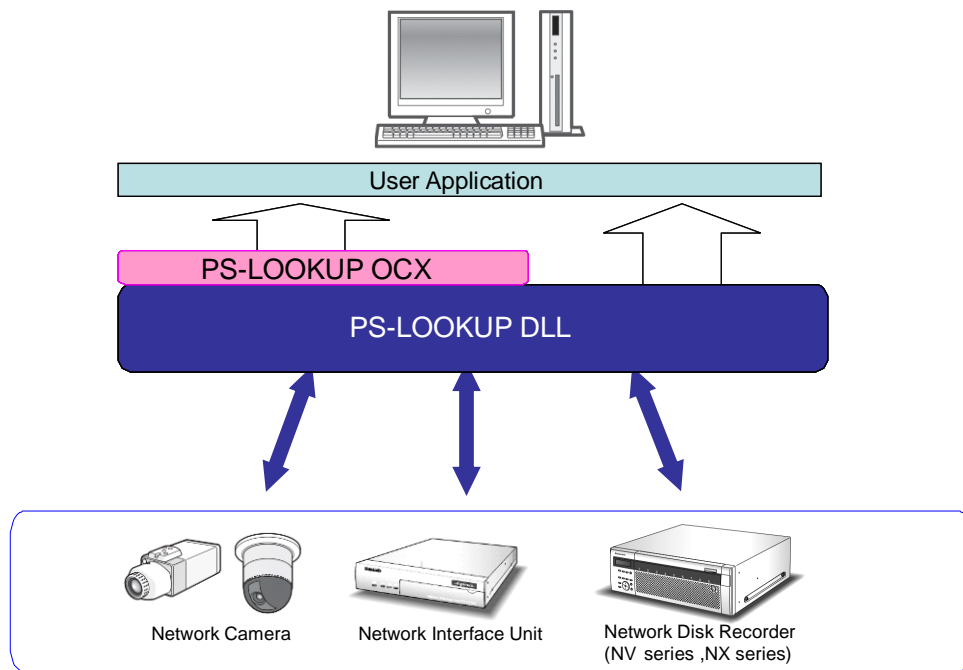 User Application
PS-LOOKUP OCX
PS-LOOKUP DLL
Network Camera
Network Interface Unit
Network Disk Recorder
(NV series ,NX series)